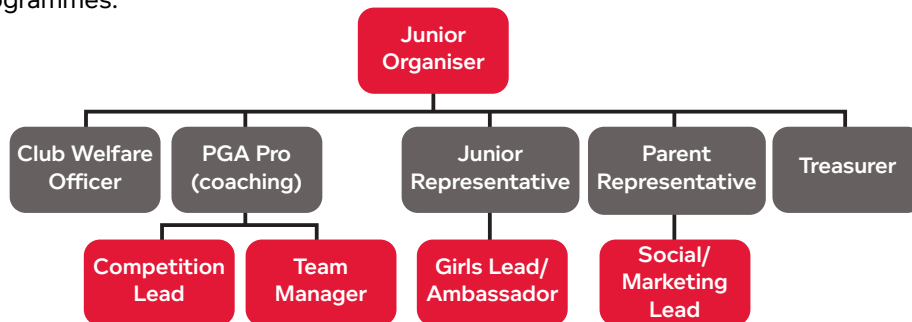 ogrammes:
Junior
Organiser
Club Welfare
Officer
PGA Pro
(coaching)
Junior
Representative
Parent
Representative
Treasurer
Competition
Lead
Team
Manager
Girls Lead/
Ambassador
Social/
Marketing
Lead